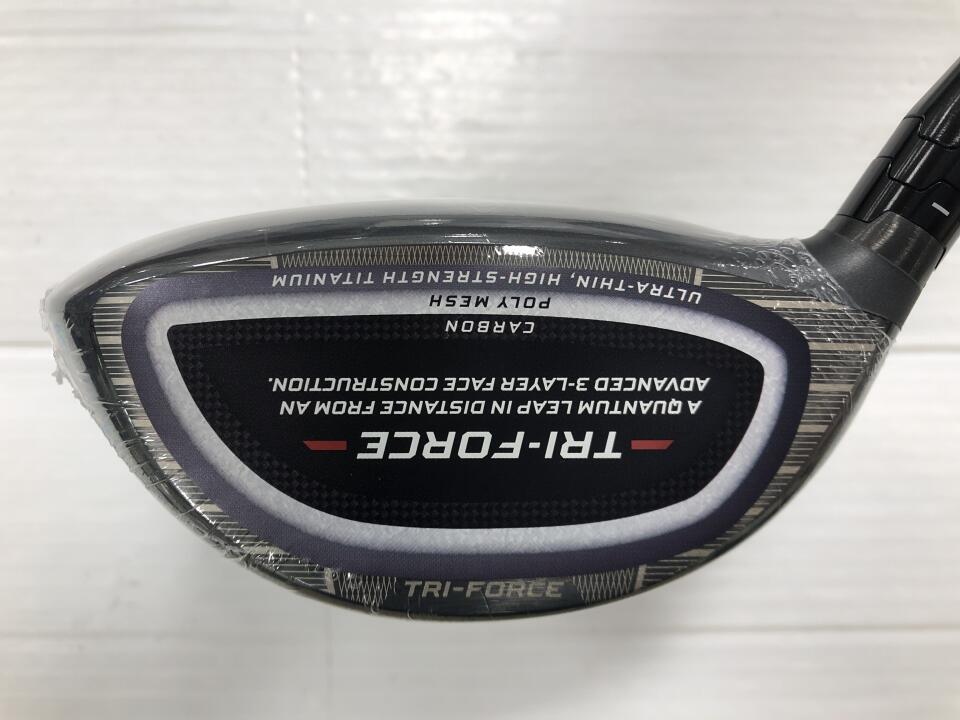 TRI-FORCE
A QUANTUM LEAP IN DISTANCE FROM AN
ADVANCED 3-LAYER FACE CONSTRUCTION.
CARBON
POLY MESH
ULTRA-THIN, HIGH-STRENGTH TITANIUM
TRI-FORCE